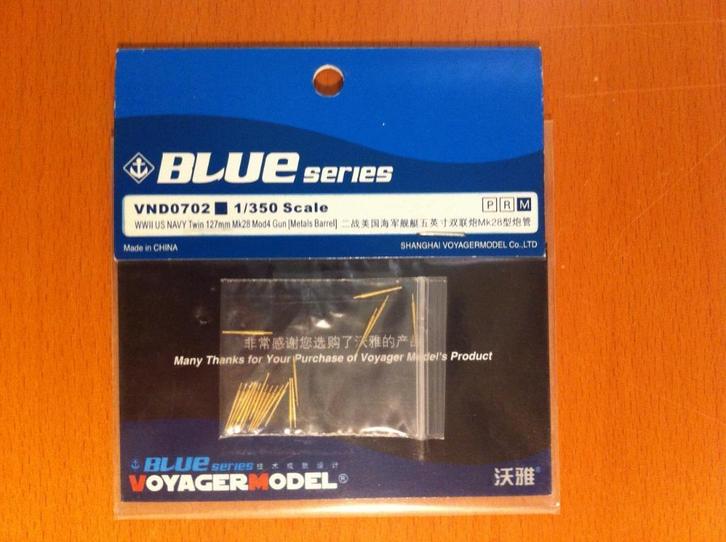 BLUE SERIES
VND0702 1/350 Scale P R M
WWII US NAVY Twin 127mm Mk28 Mod4 Gun [Metals Barrel] 二战美国海军舰艇五英寸双联炮Mk28型炮管
Made in CHINA SHANGHAI VOYAGERMODEL Co.,LTD
非常感谢您选购了沃雅的产品
Many Thanks for Your Purchase of Voyager Model's Product
BLUE SERIES
VOYAGERMODEL® 沃雅®